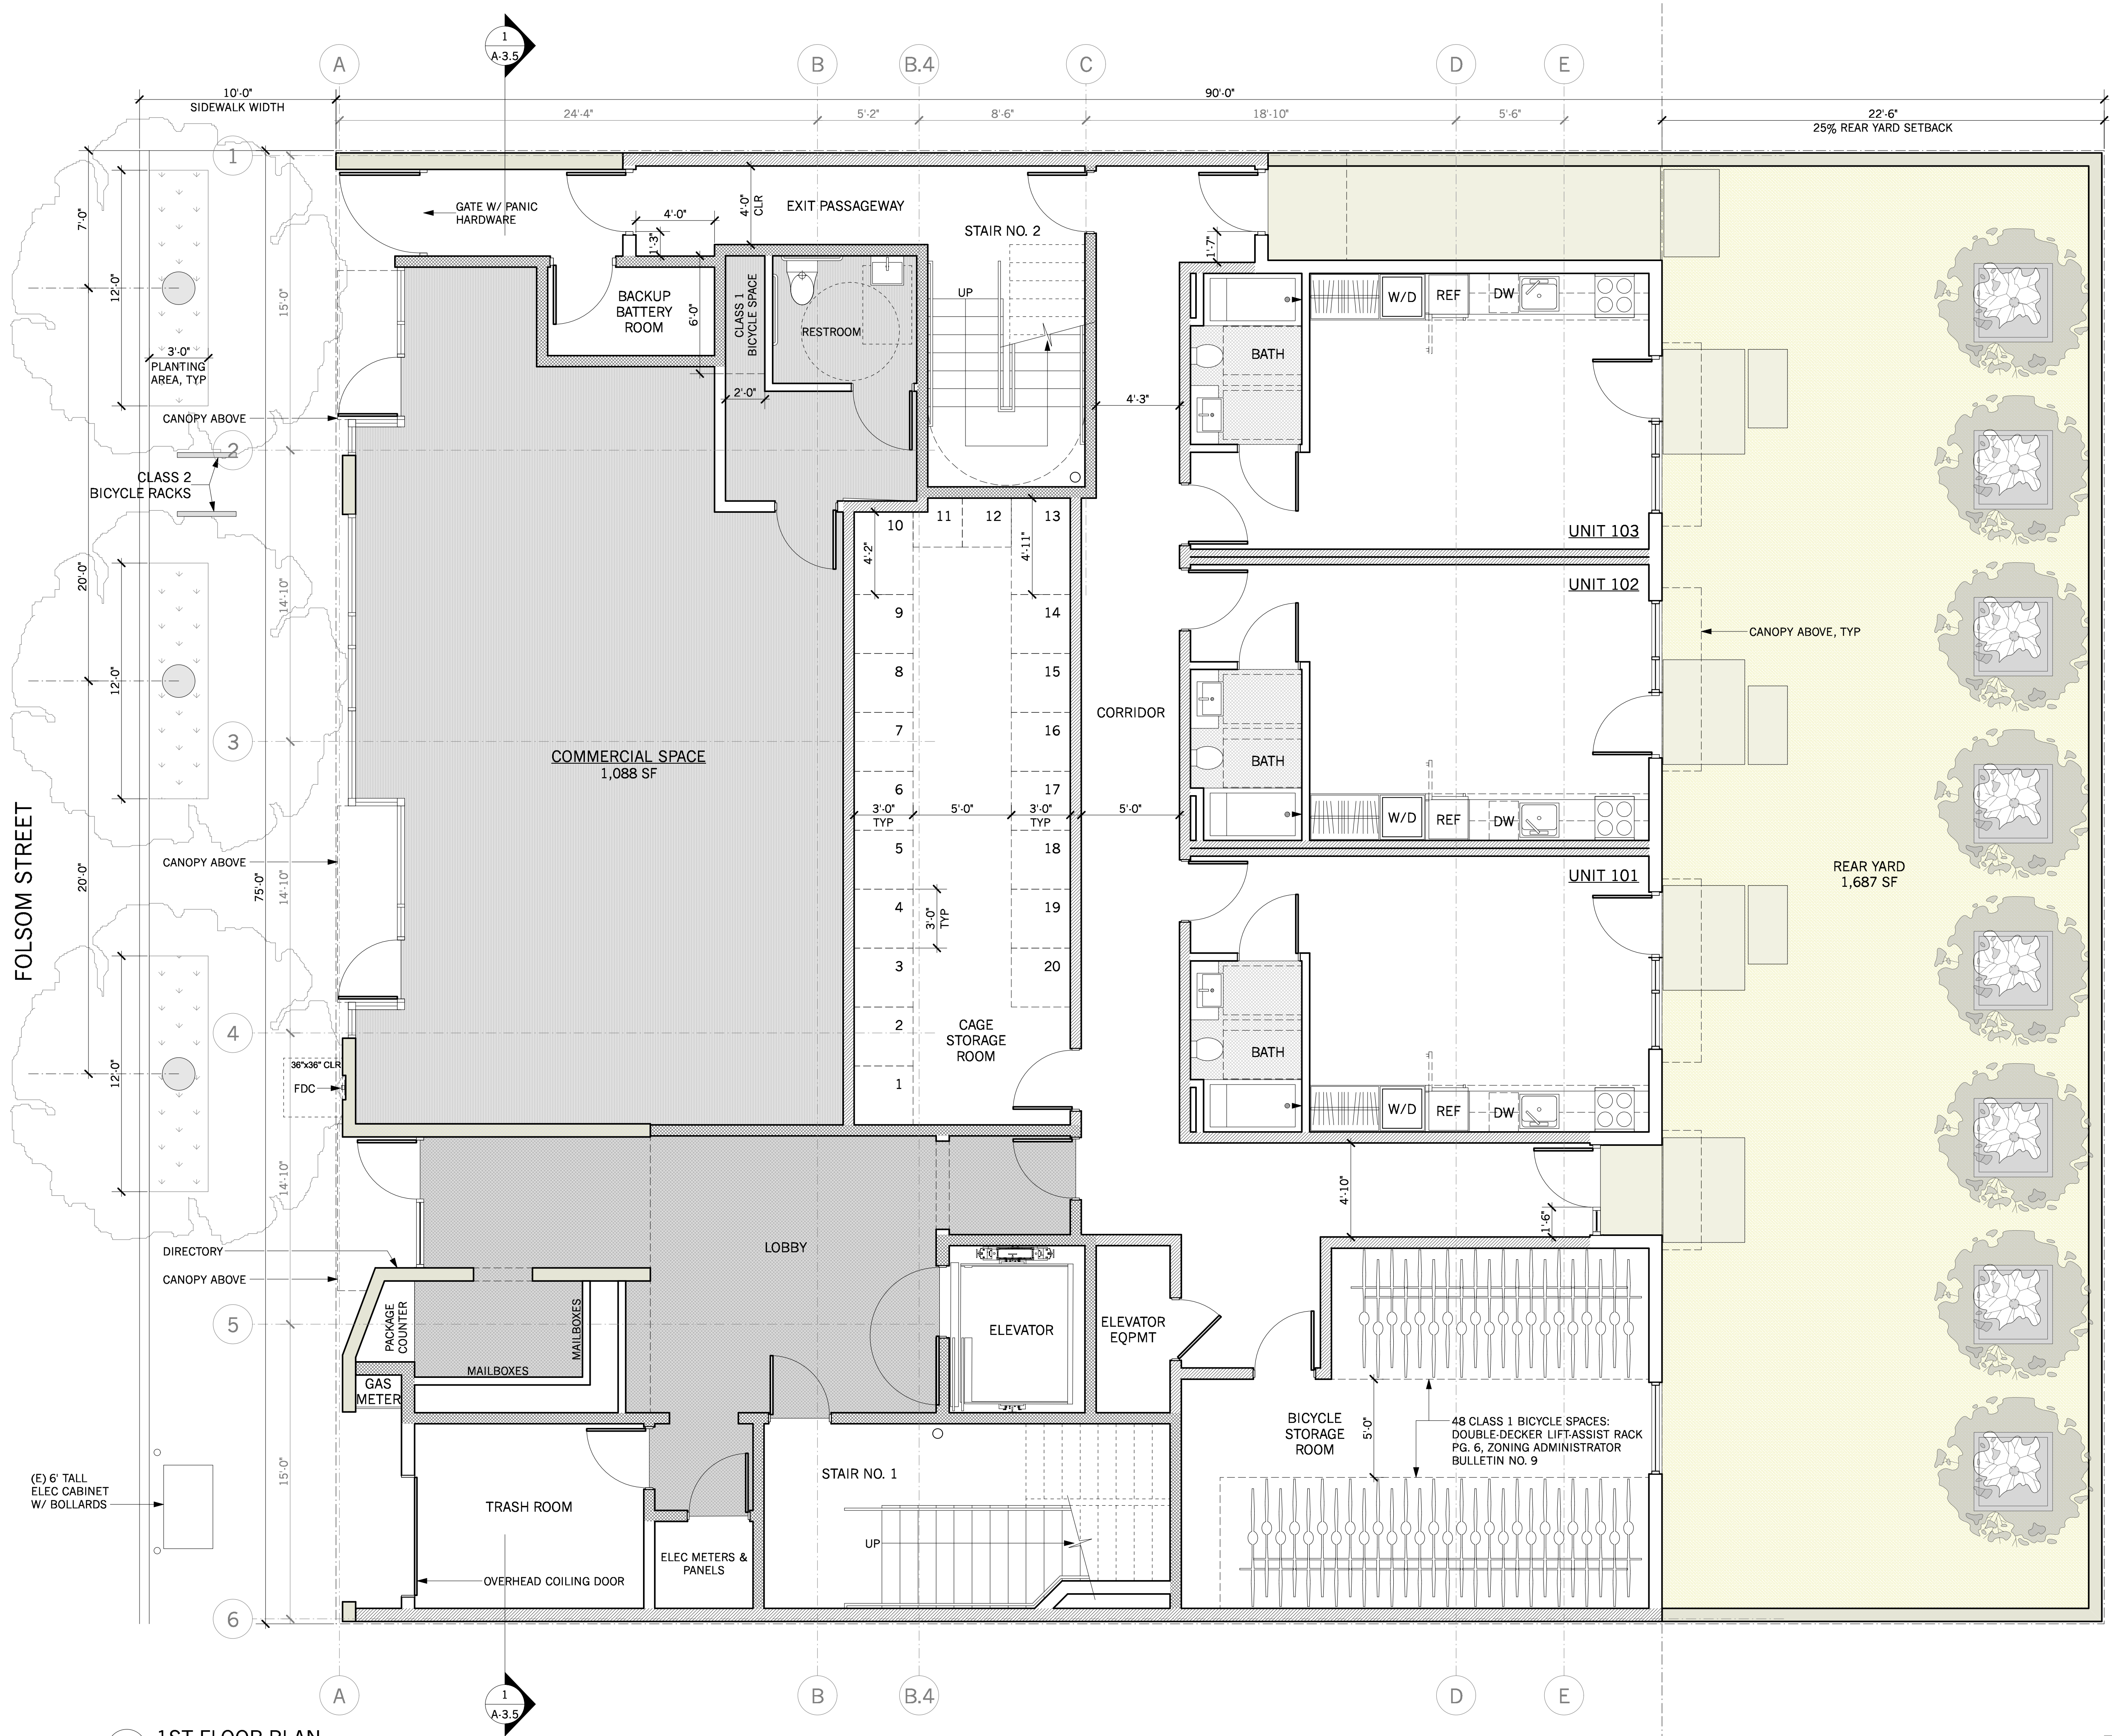 1
A-3.5
A
B
B.4
C
D
E
10'-0"
SIDEWALK WIDTH
90'-0"
24'-4"
5'-2"
8'-6"
18'-10"
5'-6"
22'-6"
25% REAR YARD SETBACK
1
7'-0"
12'-0"
15'-0"
GATE W/ PANIC
HARDWARE
4'-0"
1'-3"
4'-0"
CLR
EXIT PASSAGEWAY
STAIR NO. 2
1'-7"
UP
BACKUP
BATTERY
ROOM
6'-0"
CLASS 1
BICYCLE SPACE
RESTROOM
2'-0"
3'-0"
PLANTING
AREA, TYP
CANOPY ABOVE
2
CLASS 2
BICYCLE RACKS
4'-3"
BATH
W/D
REF
DW
UNIT 103
UNIT 102
CANOPY ABOVE, TYP
10
11
12
13
4'-2"
4'-11"
9
14
8
15
7
16
6
17
5
18
4
19
3
20
2
1
3'-0"
TYP
5'-0"
3'-0"
TYP
5'-0"
3'-0"
TYP
CORRIDOR
BATH
W/D
REF
DW
20'-0"
12'-0"
14'-10"
3
COMMERCIAL SPACE
1,088 SF
FOLSOM STREET
CANOPY ABOVE
20'-0"
75'-0"
14'-10"
UNIT 101
REAR YARD
1,687 SF
4
CAGE
STORAGE
ROOM
36"x36" CLR
FDC
12'-0"
BATH
W/D
REF
DW
14'-10"
4'-10"
1'-6"
DIRECTORY
CANOPY ABOVE
LOBBY
5
PACKAGE
COUNTER
MAILBOXES
MAILBOXES
GAS
METER
ELEVATOR
ELEVATOR
EQPMT
BICYCLE
STORAGE
ROOM
5'-0"
48 CLASS 1 BICYCLE SPACES:
DOUBLE-DECKER LIFT-ASSIST RACK
PG. 6, ZONING ADMINISTRATOR
BULLETIN NO. 9
(E) 6' TALL
ELEC CABINET
W/ BOLLARDS
15'-0"
TRASH ROOM
STAIR NO. 1
UP
ELEC METERS &
PANELS
OVERHEAD COILING DOOR
6
A
B
B.4
D
E
1
A-3.5
1ST FLOOR PLAN